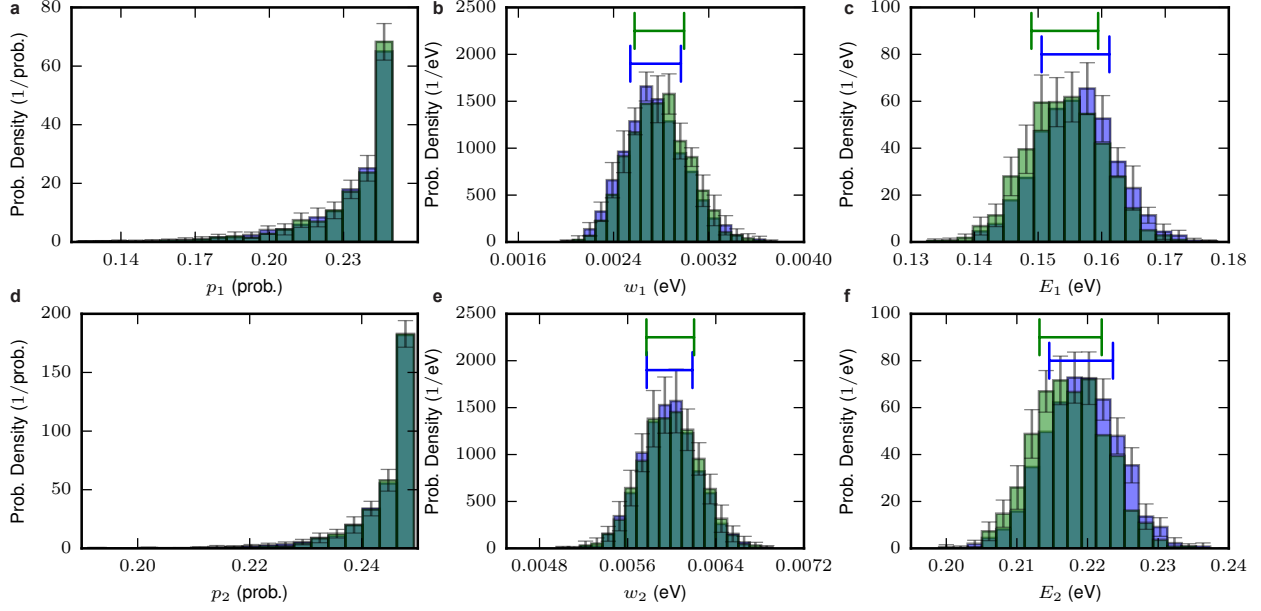 a
80
60
40
20
0
Prob. Density (1/prob.)
0.14 0.17 0.20 0.23
p₁ (prob.)
b
2500
2000
1500
1000
500
0
Prob. Density (1/eV)
0.0016 0.0024 0.0032 0.0040
w₁ (eV)
c
100
80
60
40
20
0
Prob. Density (1/eV)
0.13 0.14 0.15 0.16 0.17 0.18
E₁ (eV)
d
200
150
100
50
0
Prob. Density (1/prob.)
0.20 0.22 0.24
p₂ (prob.)
e
2500
2000
1500
1000
500
0
Prob. Density (1/eV)
0.0048 0.0056 0.0064 0.0072
w₂ (eV)
f
100
80
60
40
20
0
Prob. Density (1/eV)
0.20 0.21 0.22 0.23 0.24
E₂ (eV)